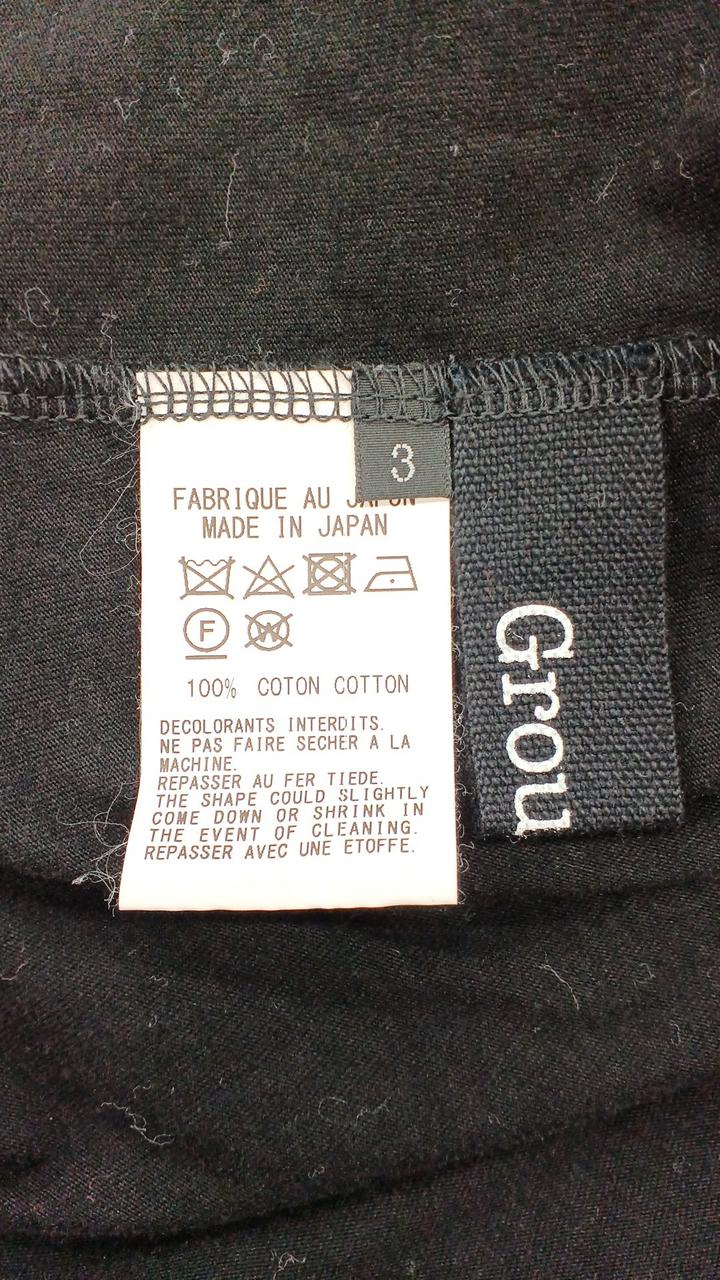 3
FABRIQUE AU JAPON
MADE IN JAPAN
F
W
100% COTON COTTON
DECOLORANTS INTERDITS.
NE PAS FAIRE SECHER A LA
MACHINE.
REPASSER AU FER TIEDE.
THE SHAPE COULD SLIGHTLY
COME DOWN OR SHRINK IN
THE EVENT OF CLEANING.
REPASSER AVEC UNE ETOFFE.
Grou